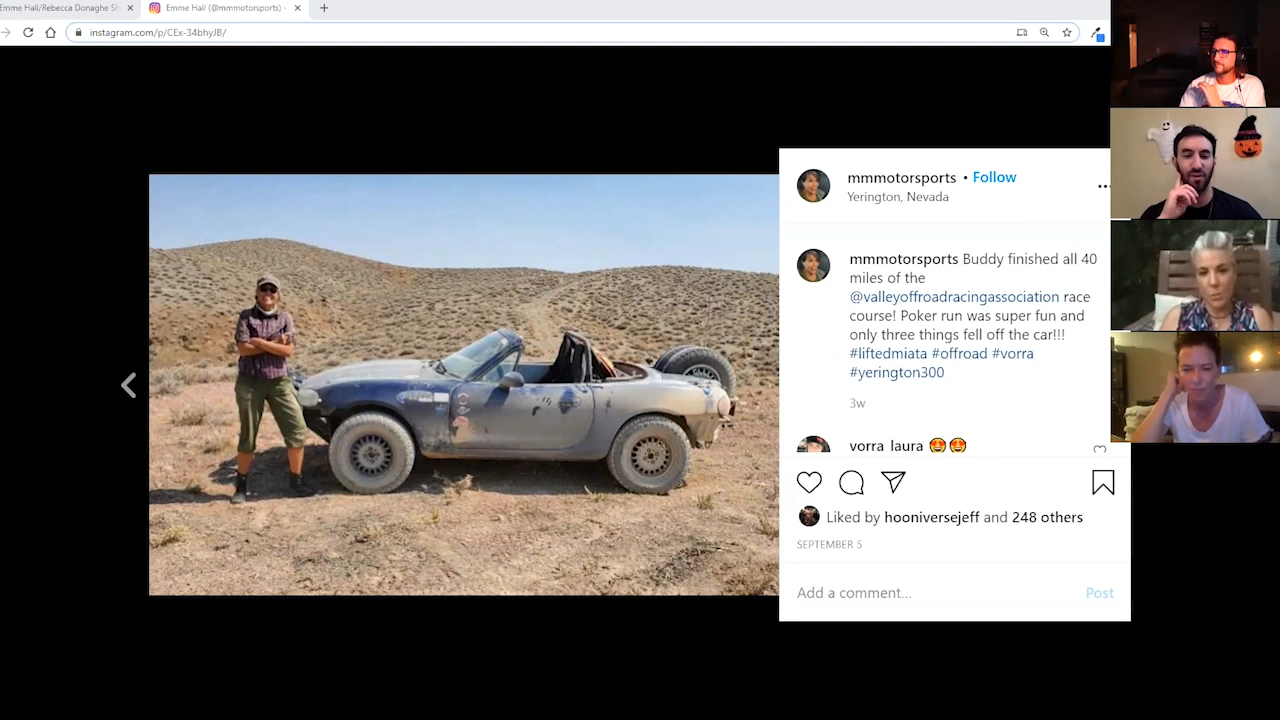 Emme Hall/Rebecca Donaghe Sh
Emme Hall (@mmmotorsports) •
instagram.com/p/CEx-34bhyJB/
mmmotorsports • Follow
Yerington, Nevada
mmmotorsports Buddy finished all 40
miles of the
@valleyoffroadracingassociation race
course! Poker run was super fun and
only three things fell off the car!!!
#liftedmiata #offroad #vorra
#yerington300
3w
vorra_laura 😍😍
Liked by hooniversejeff and 248 others
SEPTEMBER 5
Add a comment...
Post